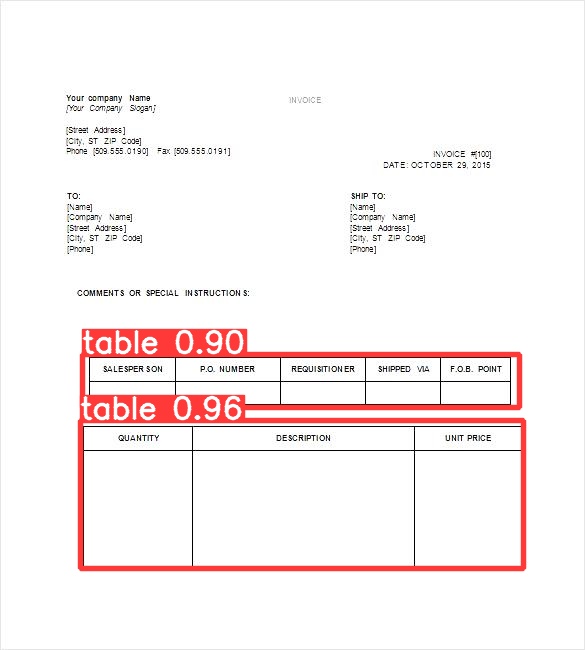 Your company Name
INVOICE
[Your Company Slogan]
[Street Address]
[City, ST ZIP Code]
Phone [509.555.0190] Fax [509.555.0191]
INVOICE #[100]
DATE: OCTOBER 29, 2015
TO:
[Name]
[Company Name]
[Street Address]
[City, ST ZIP Code]
[Phone]
SHIP TO:
[Name]
[Company Name]
[Street Address]
[City, ST ZIP Code]
[Phone]
COMMENTS OR SPECIAL INSTRUCTIONS:
table 0.90
SALESPERSON P.O. NUMBER REQUISITIONER SHIPPED VIA F.O.B. POINT
table 0.96
QUANTITY DESCRIPTION UNIT PRICE